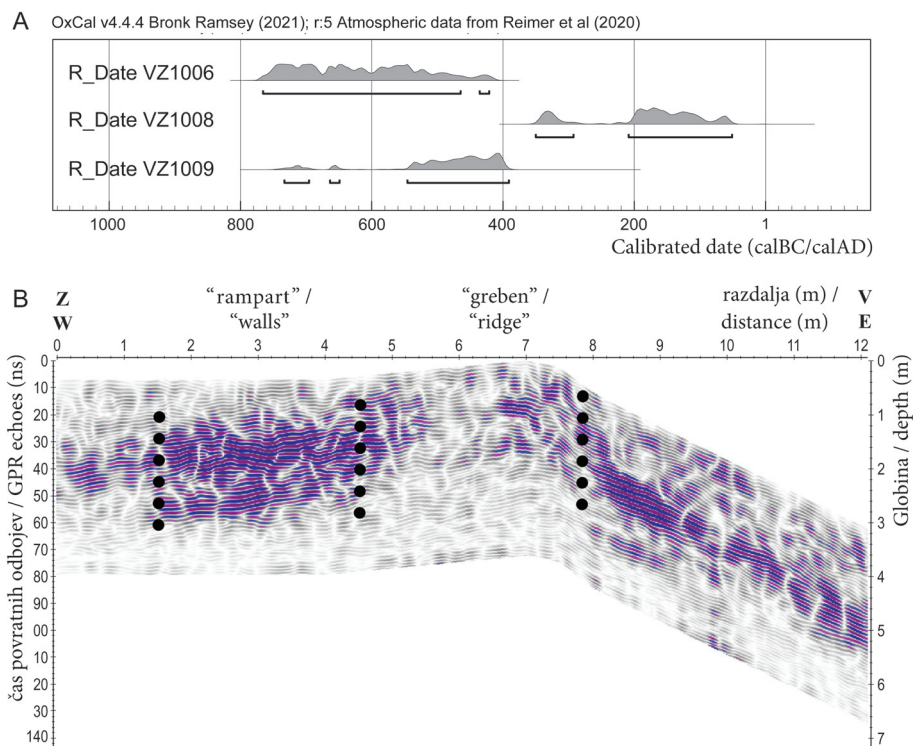 A OxCal v4.4.4 Bronk Ramsey (2021); r:5 Atmospheric data from Reimer et al (2020)
R_Date VZ1006
R_Date VZ1008
R_Date VZ1009
1000 800 600 400 200 1
Calibrated date (calBC/calAD)
B
Z "rampart" / "greben" / razdalja (m) / V
W "walls" "ridge" distance (m) E
0 1 2 3 4 5 6 7 8 9 10 11 12
čas povratnih odbojev / GPR echoes (ns)
0
10
20
30
40
50
60
70
80
90
00
10
20
30
140
Globina / depth (m)
0
1
2
3
4
5
6
7